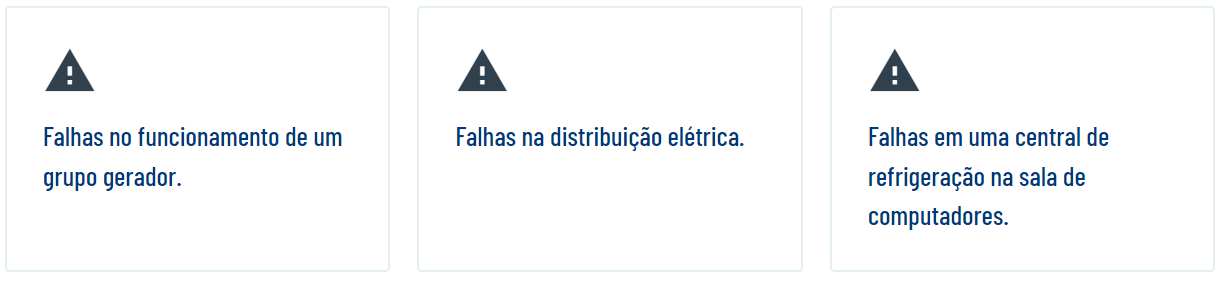 Falhas no funcionamento de um
grupo gerador.
Falhas na distribuição elétrica.
Falhas em uma central de
refrigeração na sala de
computadores.